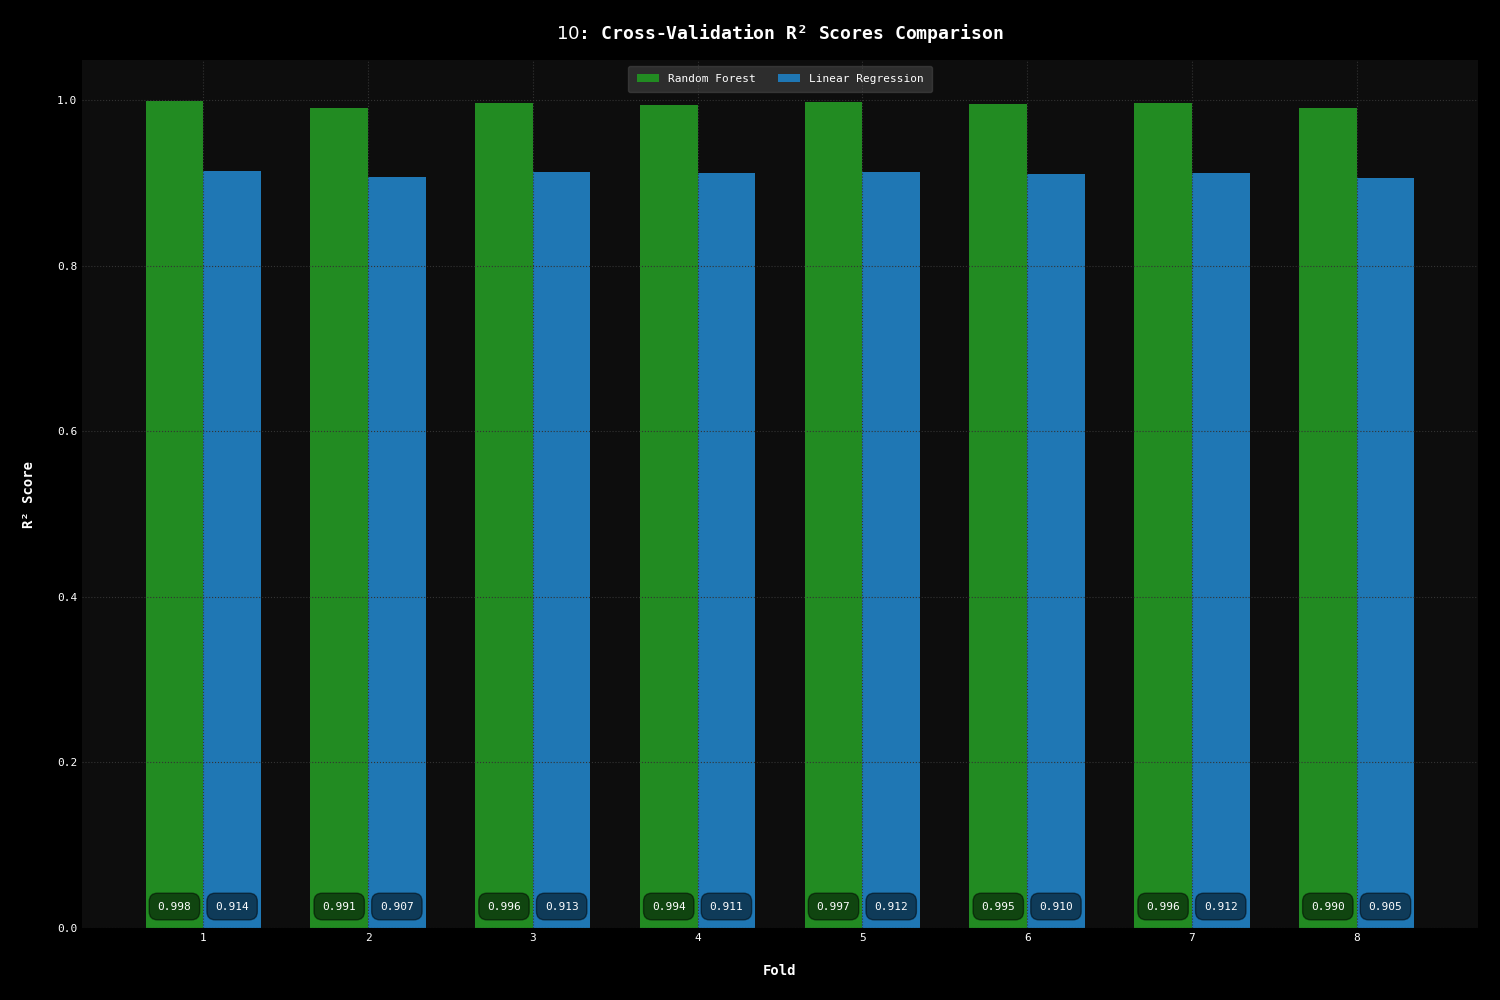 10: Cross-Validation R² Scores Comparison
Random Forest Linear Regression
1.0
0.8
0.6
0.4
0.2
0.0
R² Score
0.998 0.914 0.991 0.907 0.996 0.913 0.994 0.911 0.997 0.912 0.995 0.910 0.996 0.912 0.990 0.905
1 2 3 4 5 6 7 8
Fold